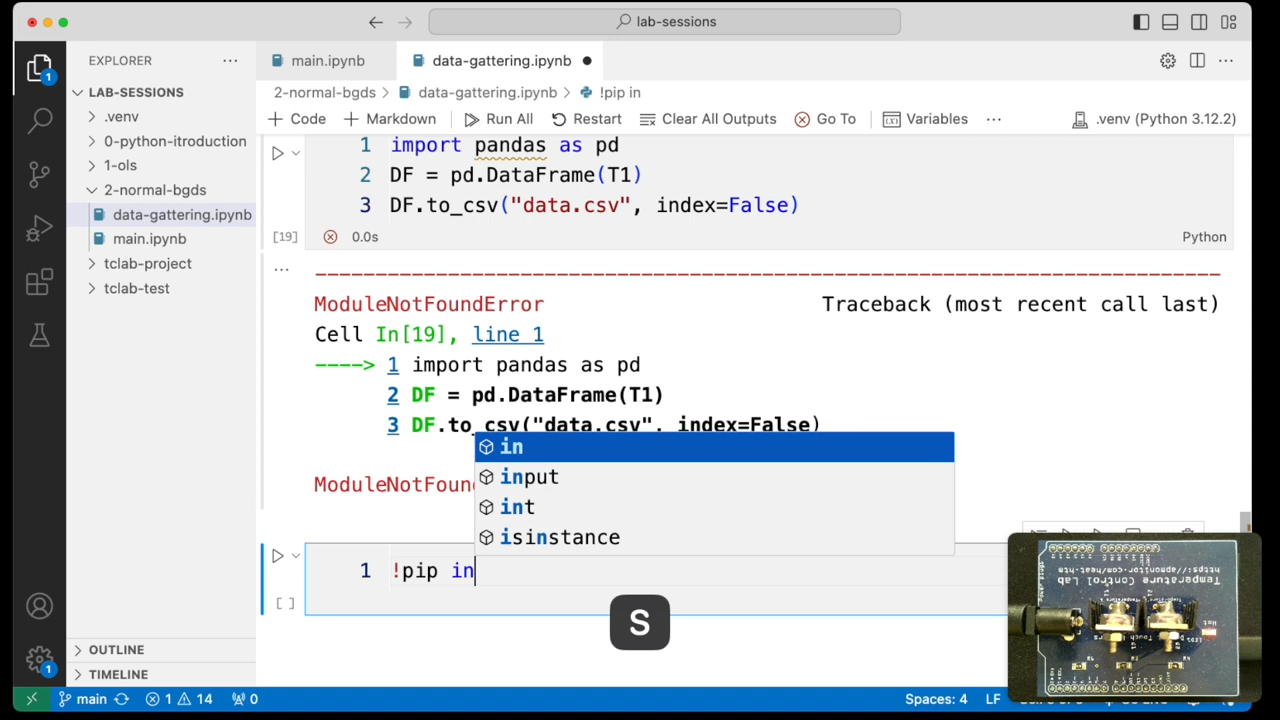 lab-sessions
EXPLORER
main.ipynb
data-gattering.ipynb
LAB-SESSIONS
2-normal-bgds > data-gattering.ipynb > !pip in
.venv
Code
Markdown
Run All
Restart
Clear All Outputs
Go To
Variables
.venv (Python 3.12.2)
0-python-itroduction
1-ols
2-normal-bgds
data-gattering.ipynb
main.ipynb
tclab-project
tclab-test
1 import pandas as pd
2 DF = pd.DataFrame(T1)
3 DF.to_csv("data.csv", index=False)
[19]
0.0s
Python
ModuleNotFoundError Traceback (most recent call last)
Cell In[19], line 1
----> 1 import pandas as pd
2 DF = pd.DataFrame(T1)
3 DF.to_csv("data.csv", index=False)
in
input
int
isinstance
1 !pip in
[ ]
S
Temperature Control Lab
OUTLINE
TIMELINE
1
1
main
1
14
0
Spaces: 4
LF